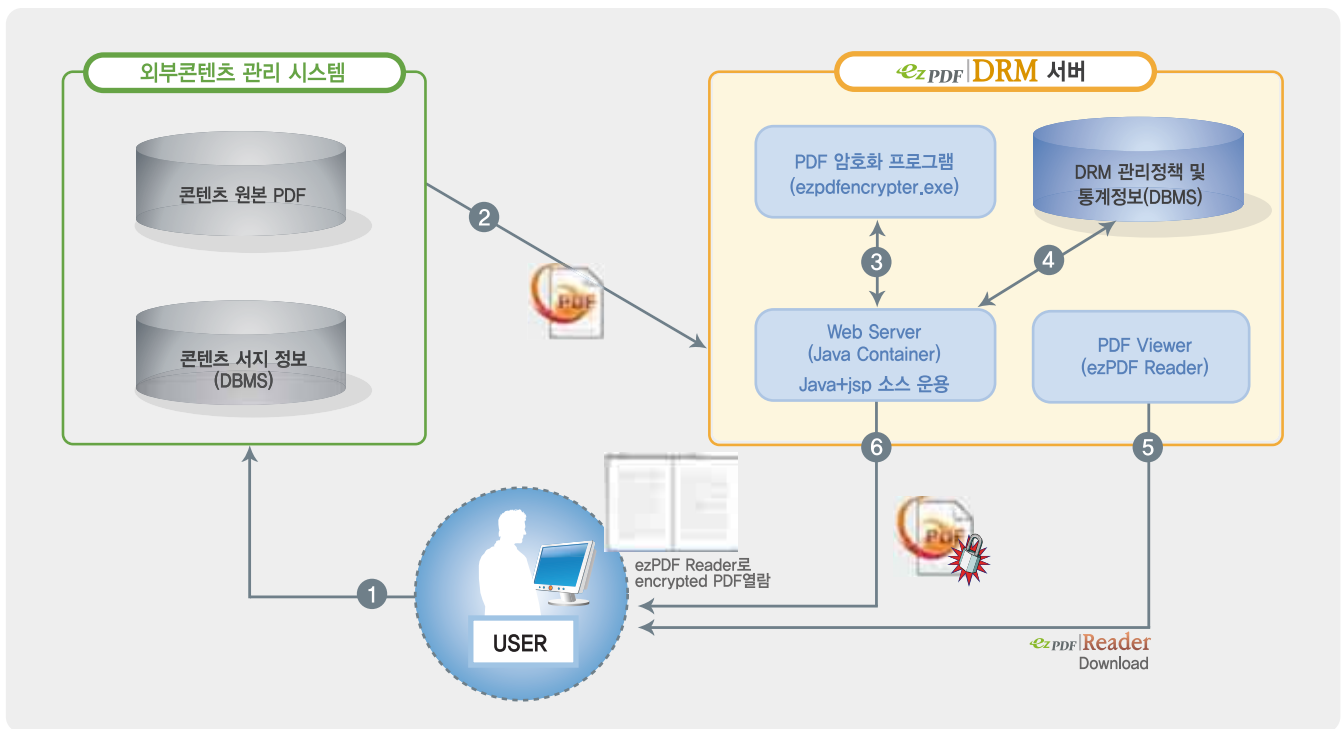 외부콘텐츠 관리 시스템
콘텐츠 원본 PDF
콘텐츠 서지 정보
(DBMS)
ez PDF DRM 서버
PDF 암호화 프로그램
(ezpdfencrypter.exe)
DRM 관리정책 및
통계정보(DBMS)
Web Server
(Java Container)
Java+jsp 소스 운용
PDF Viewer
(ezPDF Reader)
2
PDF
3
4
6
5
1
USER
ezPDF Reader로
encrypted PDF열람
PDF
ez PDF Reader
Download